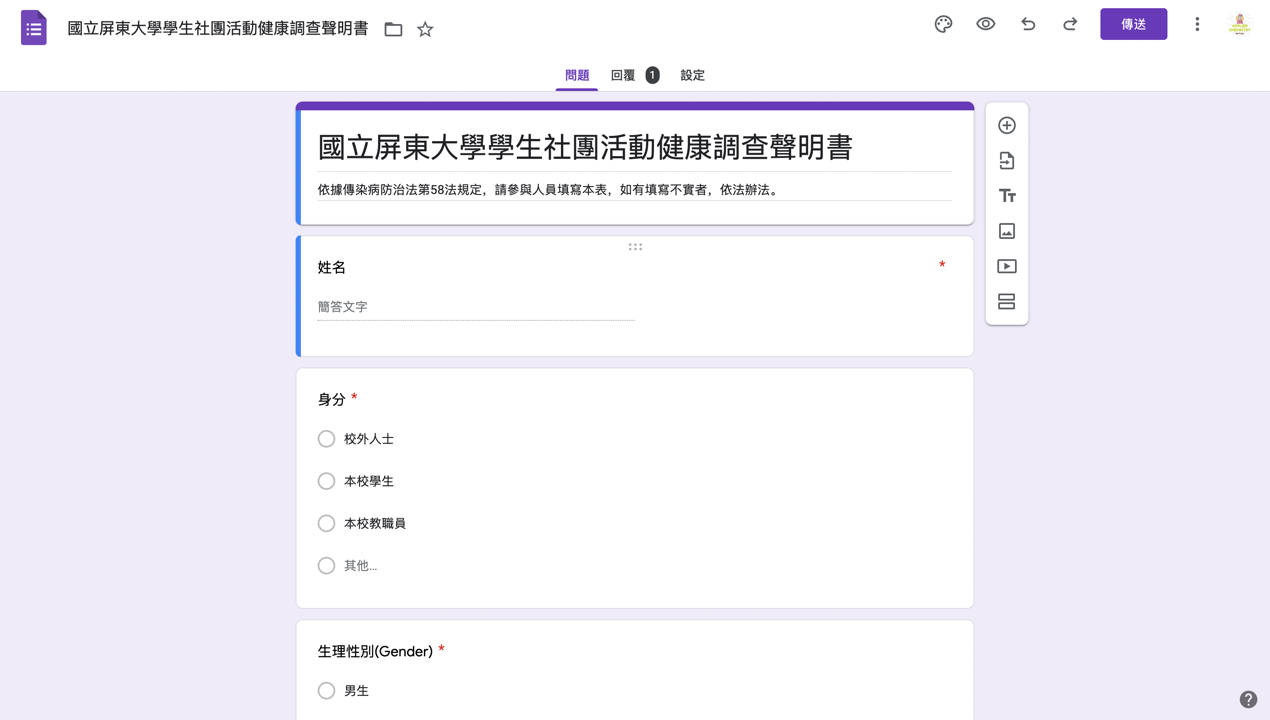 國立屏東大學學生社團活動健康調查聲明書
傳送
問題 回覆 1 設定
國立屏東大學學生社團活動健康調查聲明書
依據傳染病防治法第58法規定，請參與人員填寫本表，如有填寫不實者，依法辦法。
姓名 *
簡答文字
身分 *
校外人士
本校學生
本校教職員
其他...
生理性別(Gender) *
男生